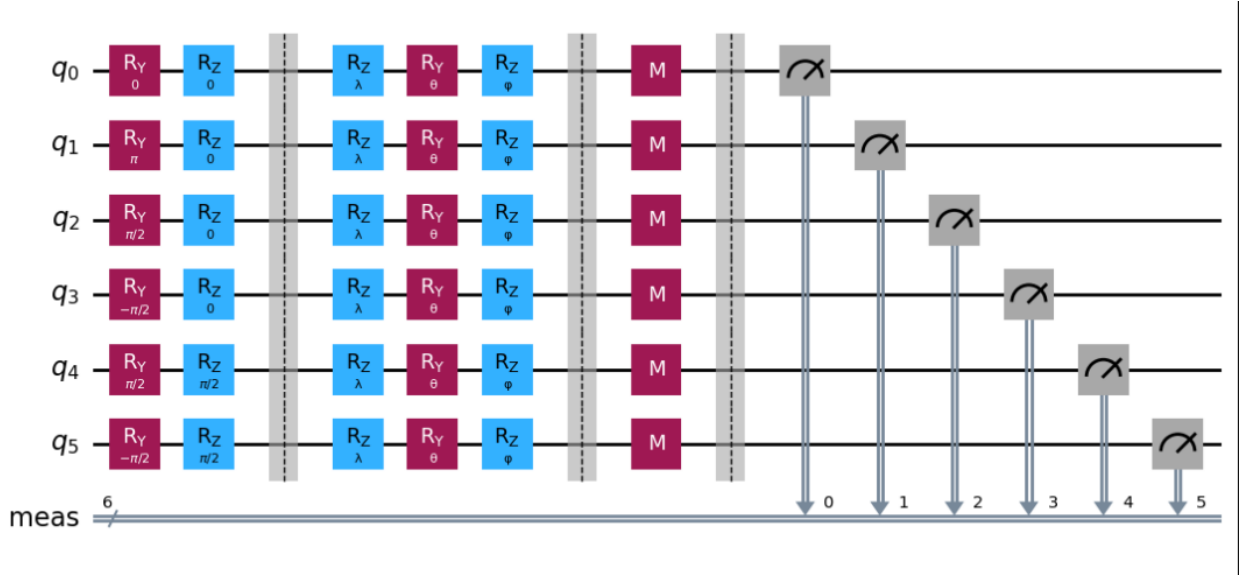 q0 RY 0 RZ 0 RZ λ RY θ RZ φ M
q1 RY π RZ 0 RZ λ RY θ RZ φ M
q2 RY π/2 RZ 0 RZ λ RY θ RZ φ M
q3 RY −π/2 RZ 0 RZ λ RY θ RZ φ M
q4 RY π/2 RZ π/2 RZ λ RY θ RZ φ M
q5 RY −π/2 RZ π/2 RZ λ RY θ RZ φ M
meas 6 0 1 2 3 4 5